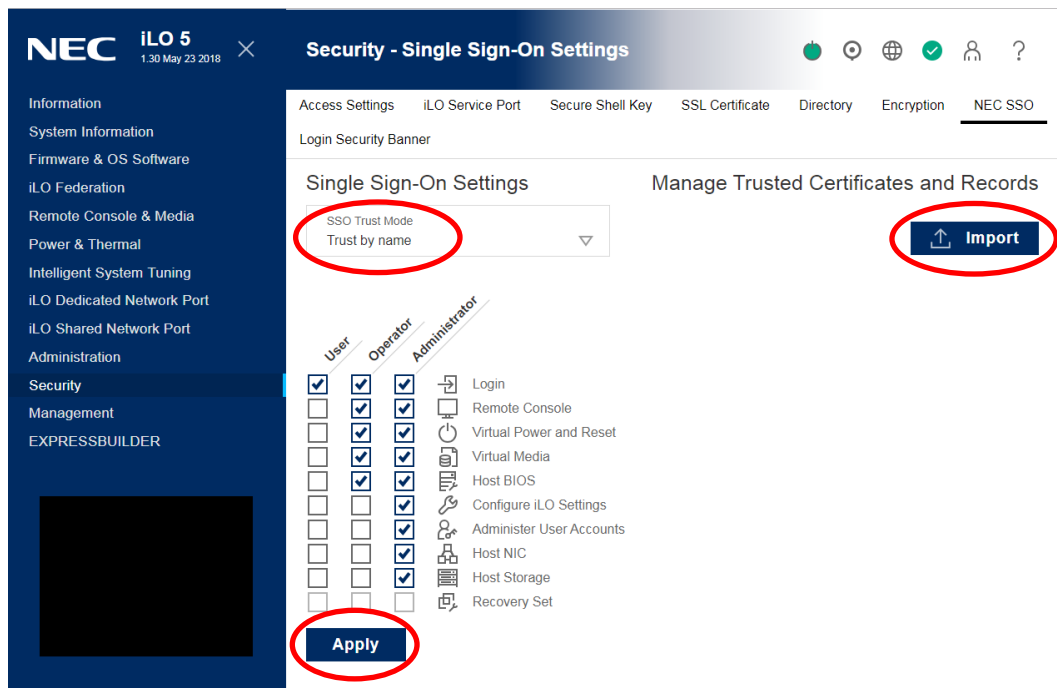 NEC iLO 5
1.30 May 23 2018
Information
System Information
Firmware & OS Software
iLO Federation
Remote Console & Media
Power & Thermal
Intelligent System Tuning
iLO Dedicated Network Port
iLO Shared Network Port
Administration
Security
Management
EXPRESSBUILDER
Security - Single Sign-On Settings
?
Access Settings iLO Service Port Secure Shell Key SSL Certificate Directory Encryption NEC SSO
Login Security Banner
Single Sign-On Settings
Manage Trusted Certificates and Records
SSO Trust Mode
Trust by name
Import
User Operator Administrator
Login
Remote Console
Virtual Power and Reset
Virtual Media
Host BIOS
Configure iLO Settings
Administer User Accounts
Host NIC
Host Storage
Recovery Set
Apply